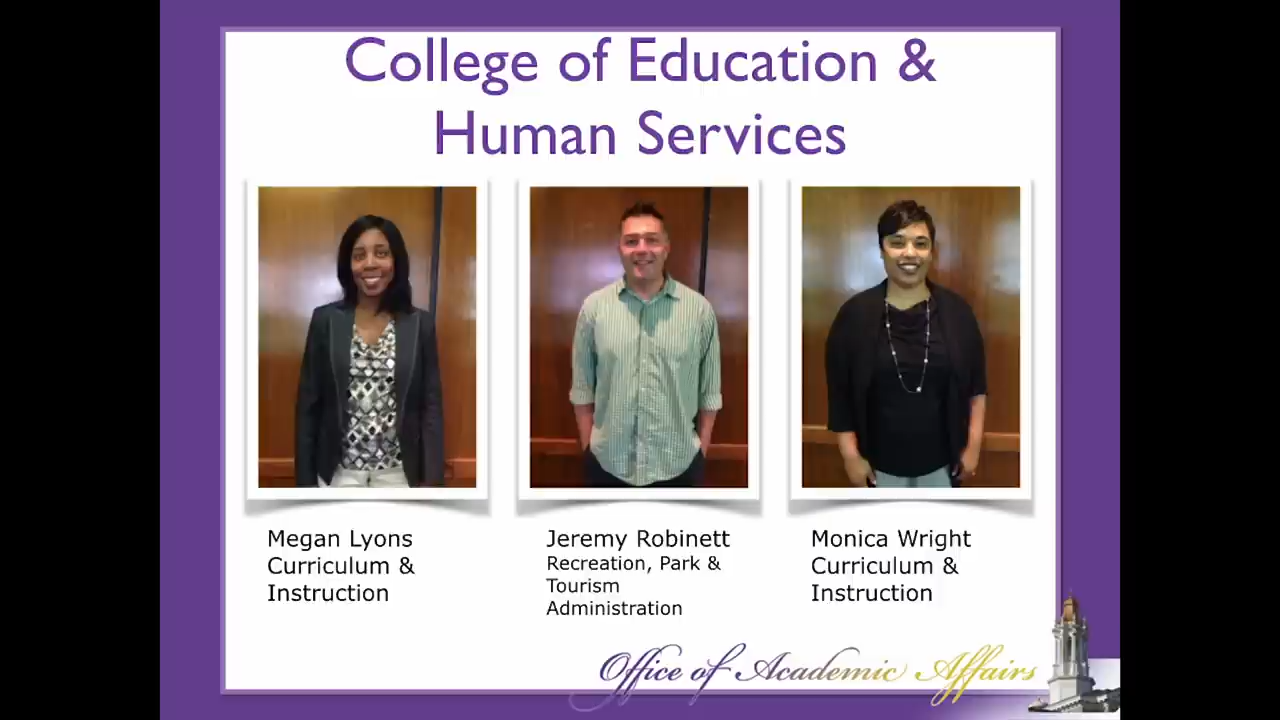 College of Education &
Human Services
Megan Lyons
Curriculum &
Instruction
Jeremy Robinett
Recreation, Park &
Tourism
Administration
Monica Wright
Curriculum &
Instruction
Office of Academic Affairs